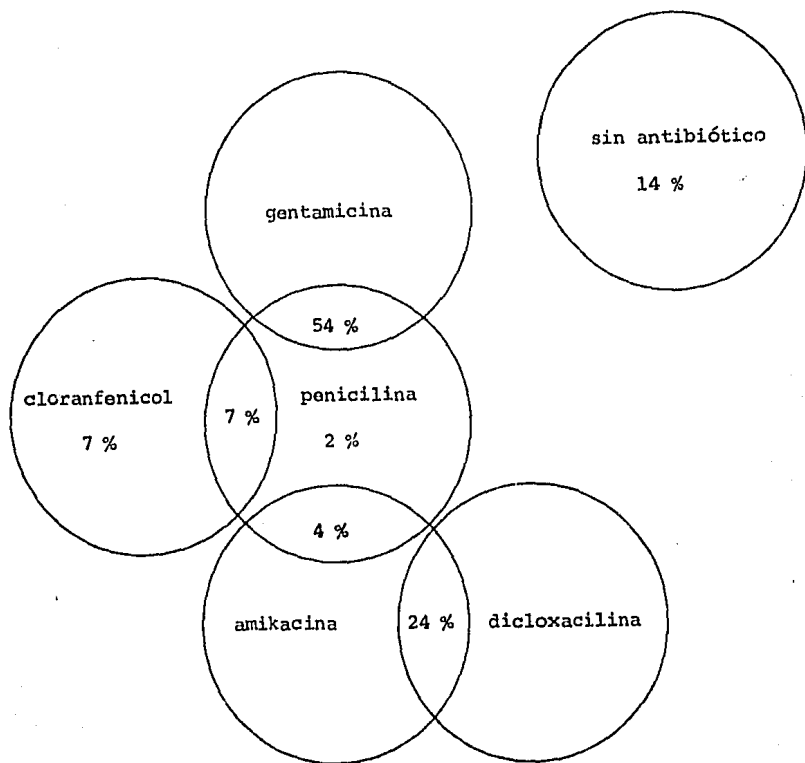 sin antibiótico
14 %
gentamicina
54 %
cloranfenicol
7 %
7 %
penicilina
2 %
4 %
amikacina
24 %
dicloxacilina